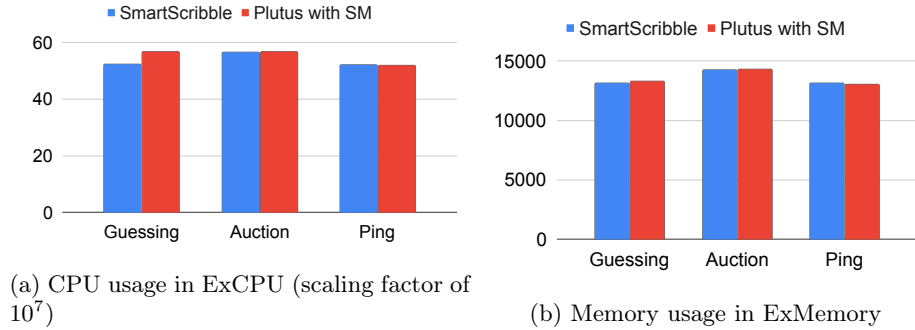 SmartScribble Plutus with SM
60
40
20
0
Guessing Auction Ping
(a) CPU usage in ExCPU (scaling factor of
10^7)
SmartScribble Plutus with SM
15000
10000
5000
0
Guessing Auction Ping
(b) Memory usage in ExMemory